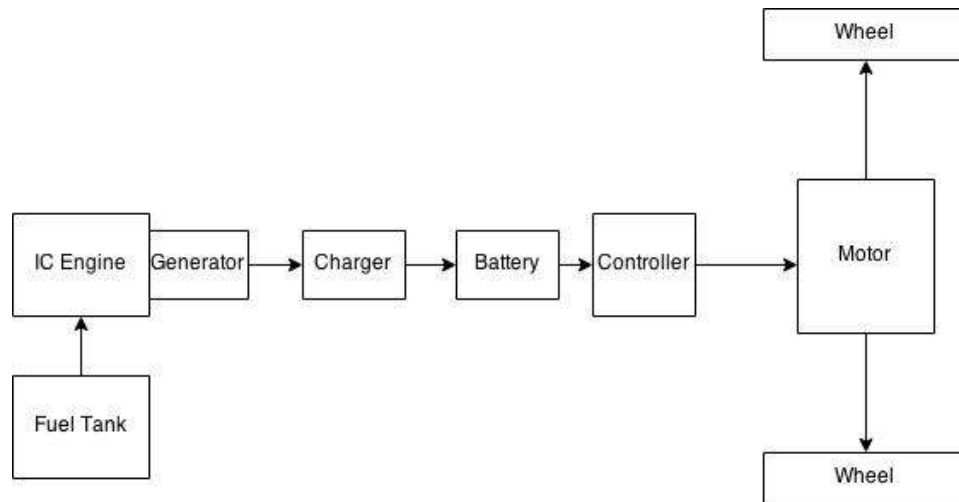 Wheel
IC Engine
Generator
Charger
Battery
Controller
Motor
Fuel Tank
Wheel